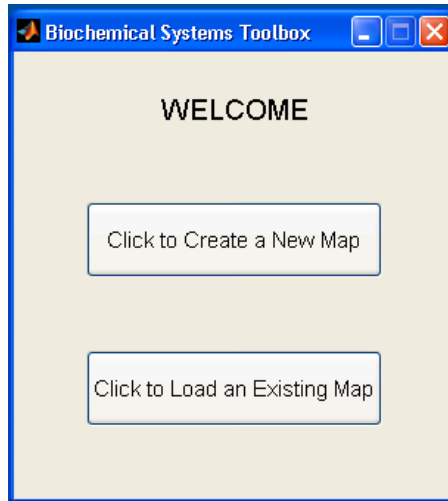 Biochemical Systems Toolbox
WELCOME
Click to Create a New Map
Click to Load an Existing Map